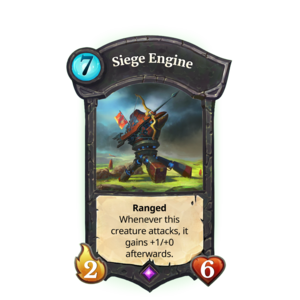 7
Siege Engine
Ranged
Whenever this
creature attacks, it
gains +1/+0
afterwards.
2
6